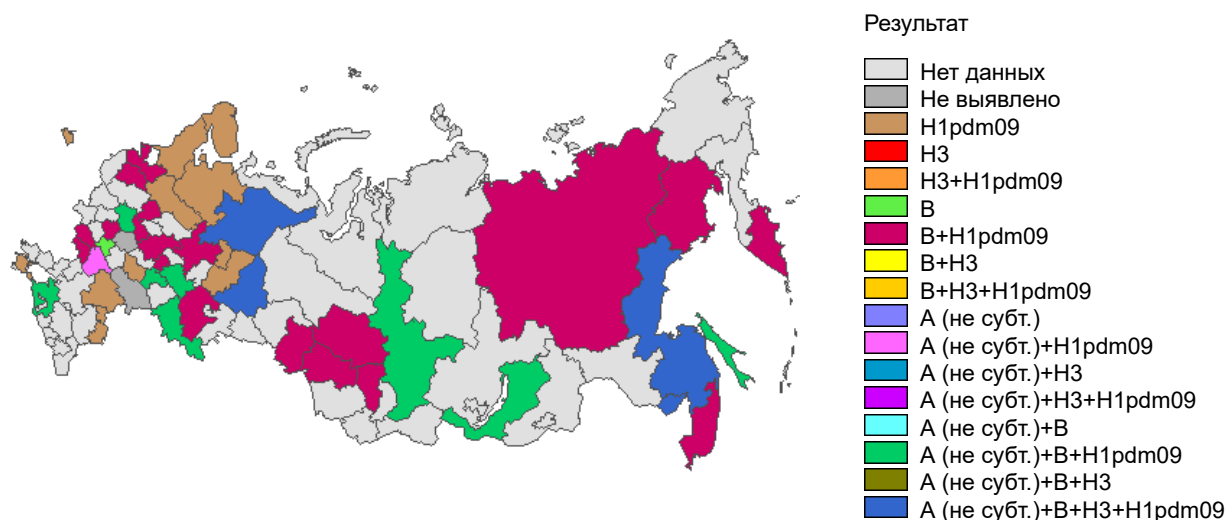 Результат
Нет данных
Не выявлено
H1pdm09
H3
H3+H1pdm09
B
B+H1pdm09
B+H3
B+H3+H1pdm09
А (не субт.)
А (не субт.)+H1pdm09
А (не субт.)+H3
А (не субт.)+H3+H1pdm09
А (не субт.)+B
А (не субт.)+B+H1pdm09
А (не субт.)+B+H3
А (не субт.)+B+H3+H1pdm09